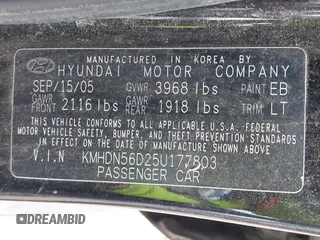 MANUFACTURED IN KOREA BY
HYUNDAI MOTOR COMPANY
SEP/15/05 GVWR 3968 lbs PAINT EB
GAWR FRONT 2116 lbs GAWR REAR 1918 lbs TRIM LT
THIS VEHICLE CONFORMS TO ALL APPLICABLE U.S.A. FEDERAL
MOTOR VEHICLE SAFETY, BUMPER, AND THEFT PREVENTION STANDARDS
IN EFFECT ON THE DATE OF MANUFACTURE SHOWN ABOVE.
V.I.N KMHDN56D25U177803
PASSENGER CAR
DREAMBID